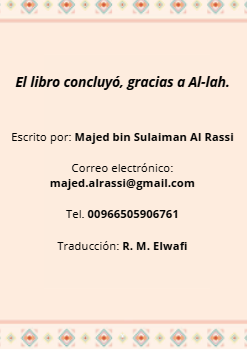 El libro concluyó, gracias a Al-lah.
Escrito por: Majed bin Sulaiman Al Rassi
Correo electrónico:
majed.alrassi@gmail.com
Tel. 00966505906761
Traducción: R. M. Elwafi